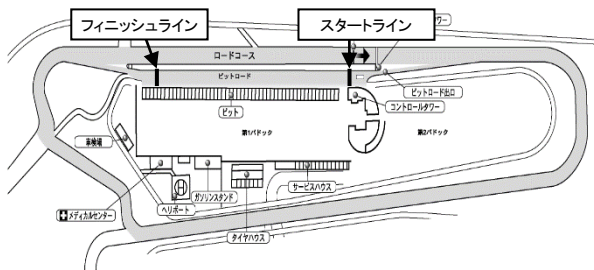 フィニッシュライン
スタートライン
ワー
ロードコース
ピットロード
ピットロード出口
ピット
コントロールタワー
第1パドック
第2パドック
車検場
サービスハウス
ガソリンスタンド
ヘリポート
メディカルセンター
タイヤハウス